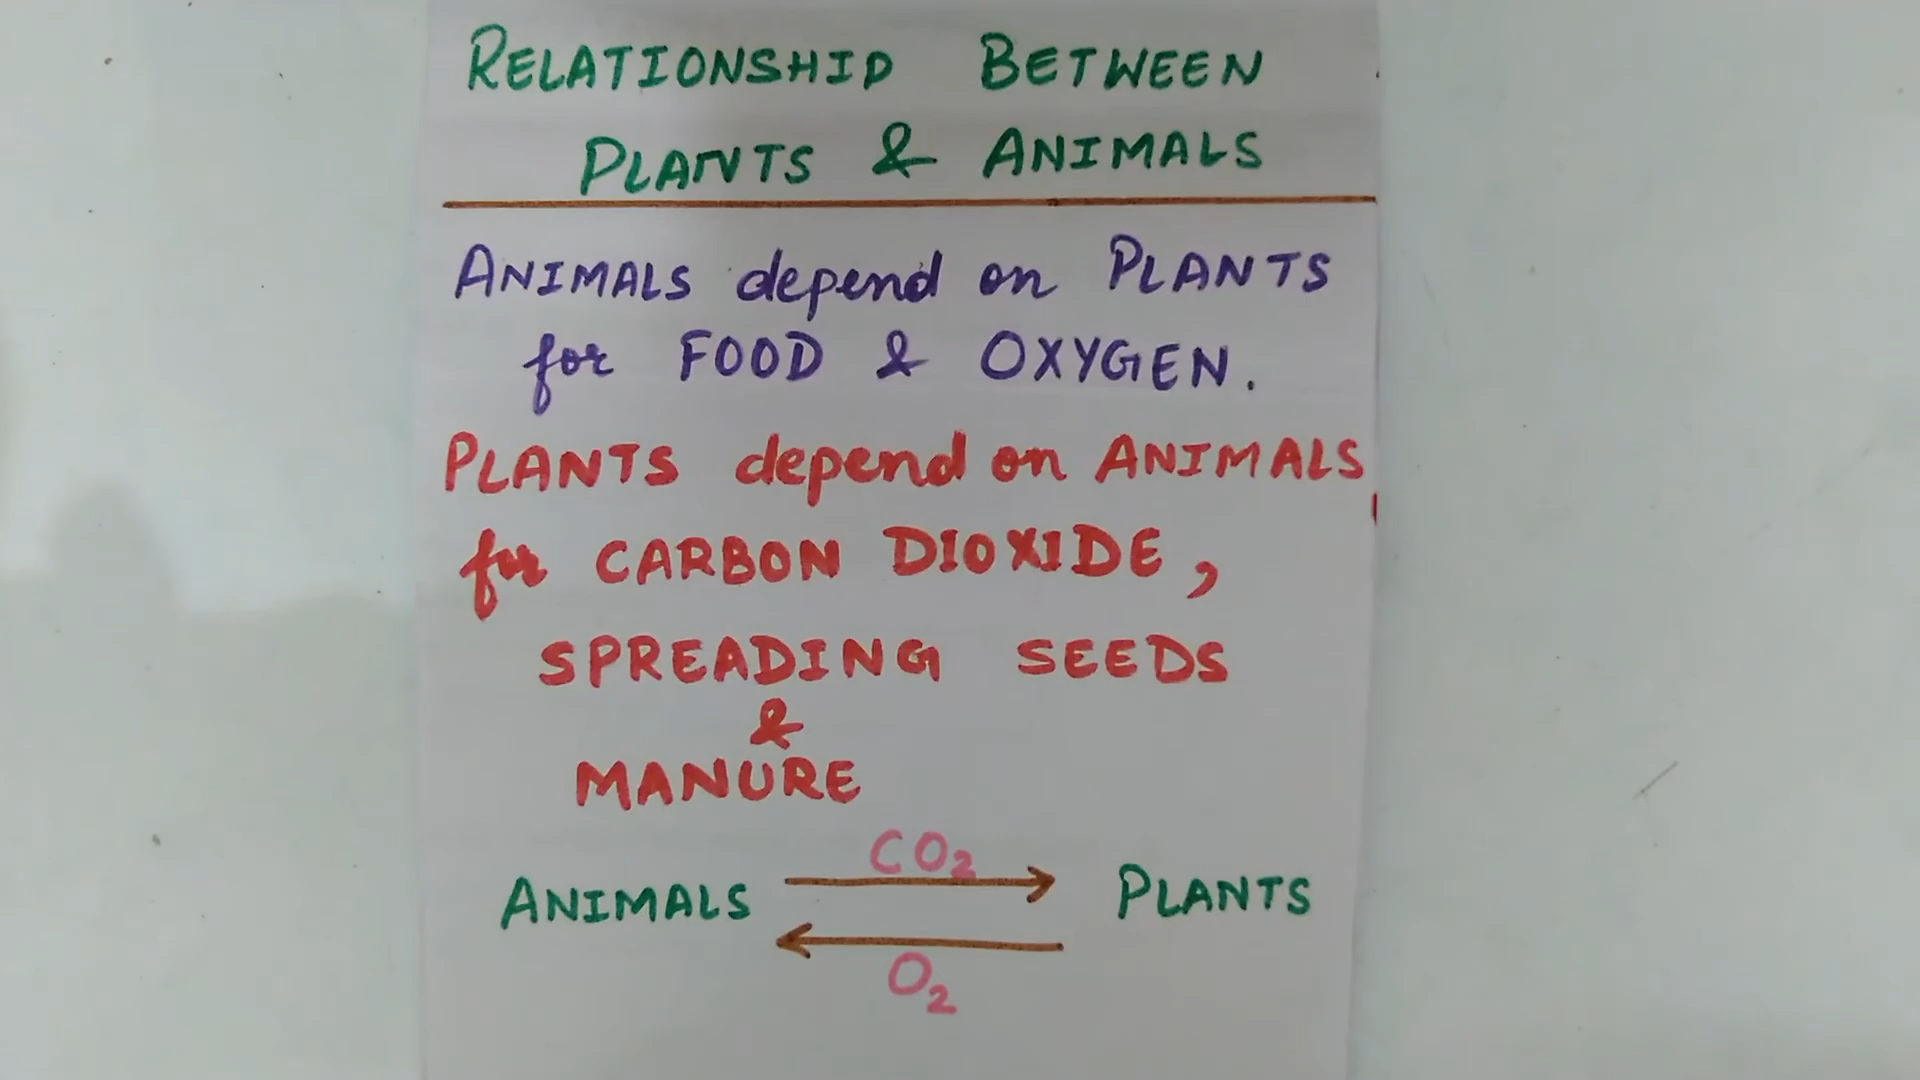 RELATIONSHIP BETWEEN
PLANTS & ANIMALS
ANIMALS depend on PLANTS
for FOOD & OXYGEN.
PLANTS depend on ANIMALS
for CARBON DIOXIDE,
SPREADING SEEDS
&
MANURE
CO₂
ANIMALS → PLANTS
←
O₂